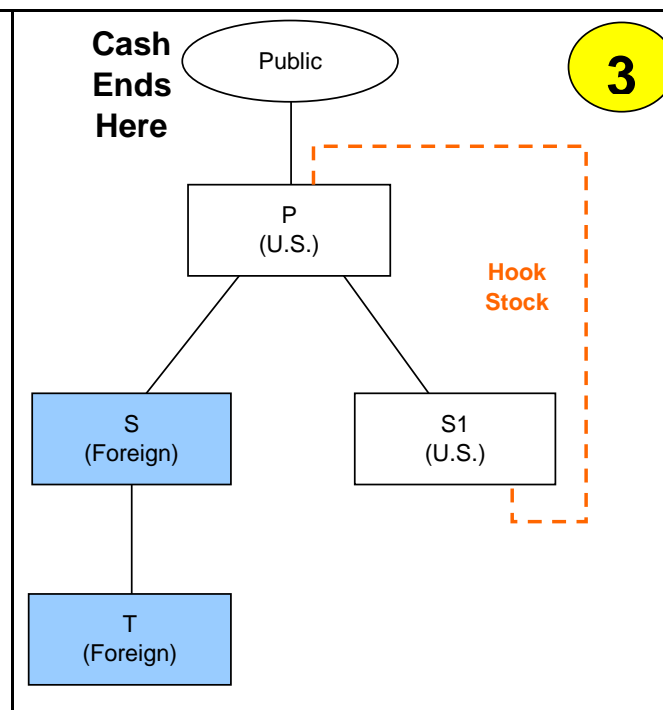 Cash
Ends
Here
Public
3
P
(U.S.)
Hook
Stock
S
(Foreign)
S1
(U.S.)
T
(Foreign)